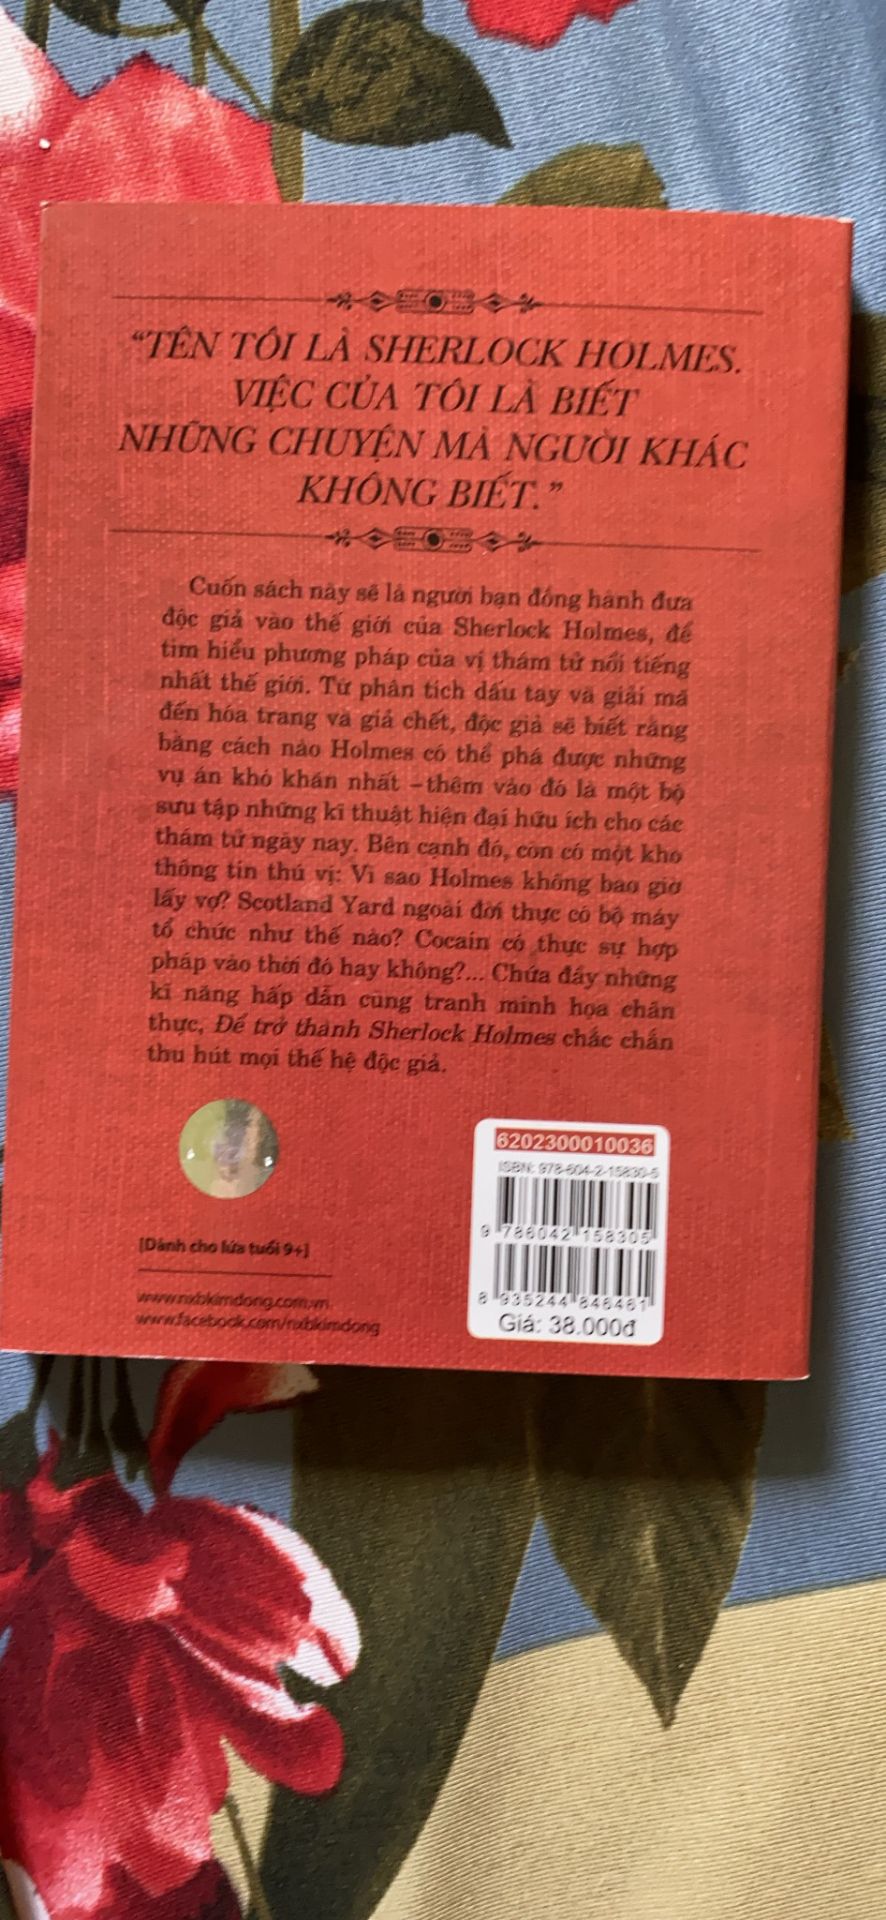 “TÊN TÔI LÀ SHERLOCK HOLMES.
VIỆC CỦA TÔI LÀ BIẾT
NHỮNG CHUYỆN MÀ NGƯỜI KHÁC
KHÔNG BIẾT.”
Cuốn sách này sẽ là người bạn đồng hành đưa
độc giả vào thế giới của Sherlock Holmes, để
tìm hiểu phương pháp của vị thám tử nổi tiếng
nhất thế giới. Từ phân tích dấu tay và giải mã
đến hóa trang và giả chết, độc giả sẽ biết rằng
bằng cách nào Holmes có thể phá được những
vụ án khó khăn nhất – thêm vào đó là một bộ
sưu tập những kĩ thuật hiện đại hữu ích cho các
thám tử ngày nay. Bên cạnh đó, còn có một kho
thông tin thú vị: Vì sao Holmes không bao giờ
lấy vợ? Scotland Yard ngoài đời thực có bộ máy
tổ chức như thế nào? Cocain có thực sự hợp
pháp vào thời đó hay không?... Chứa đầy những
kĩ năng hấp dẫn cùng tranh minh họa chân
thực, Để trở thành Sherlock Holmes chắc chắn
thu hút mọi thế hệ độc giả.
6202300010036
ISBN: 978-604-2-15830-5
9 786042 158305
8 935244 846461
Giá: 38.000đ
[Dành cho lứa tuổi 9+]
www.nxbkimdong.com.vn
www.facebook.com/nxbkimdong